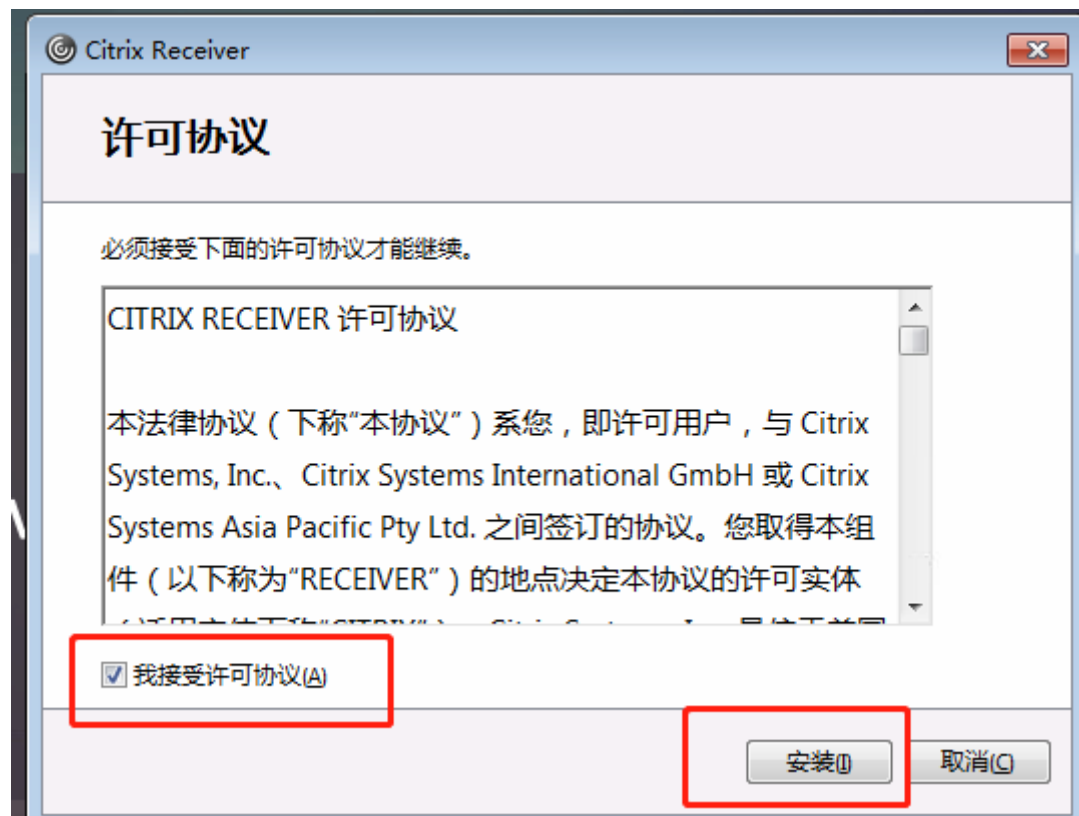 Citrix Receiver
许可协议
必须接受下面的许可协议才能继续。
CITRIX RECEIVER 许可协议
本法律协议（下称“本协议”）系您，即许可用户，与 Citrix
Systems, Inc.、Citrix Systems International GmbH 或 Citrix
Systems Asia Pacific Pty Ltd. 之间签订的协议。您取得本组
件（以下称为“RECEIVER”）的地点决定本协议的许可实体
我接受许可协议(A)
安装(I)
取消(C)